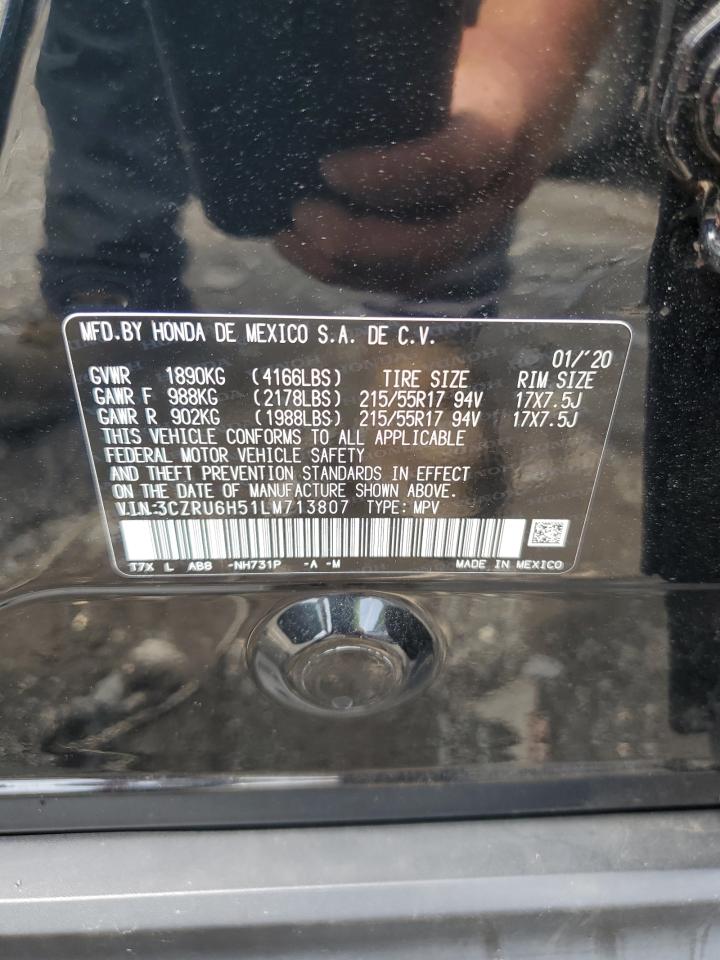 MFD.BY HONDA DE MEXICO S.A. DE C.V.
01/'20
GVWR 1890KG (4166LBS) TIRE SIZE RIM SIZE
GAWR F 988KG (2178LBS) 215/55R17 94V 17X7.5J
GAWR R 902KG (1988LBS) 215/55R17 94V 17X7.5J
THIS VEHICLE CONFORMS TO ALL APPLICABLE
FEDERAL MOTOR VEHICLE SAFETY
AND THEFT PREVENTION STANDARDS IN EFFECT
ON THE DATE OF MANUFACTURE SHOWN ABOVE.
V.I.N.:3CZRU6H51LM713807 TYPE: MPV
T7X L ABB -NH731P -A -M MADE IN MEXICO